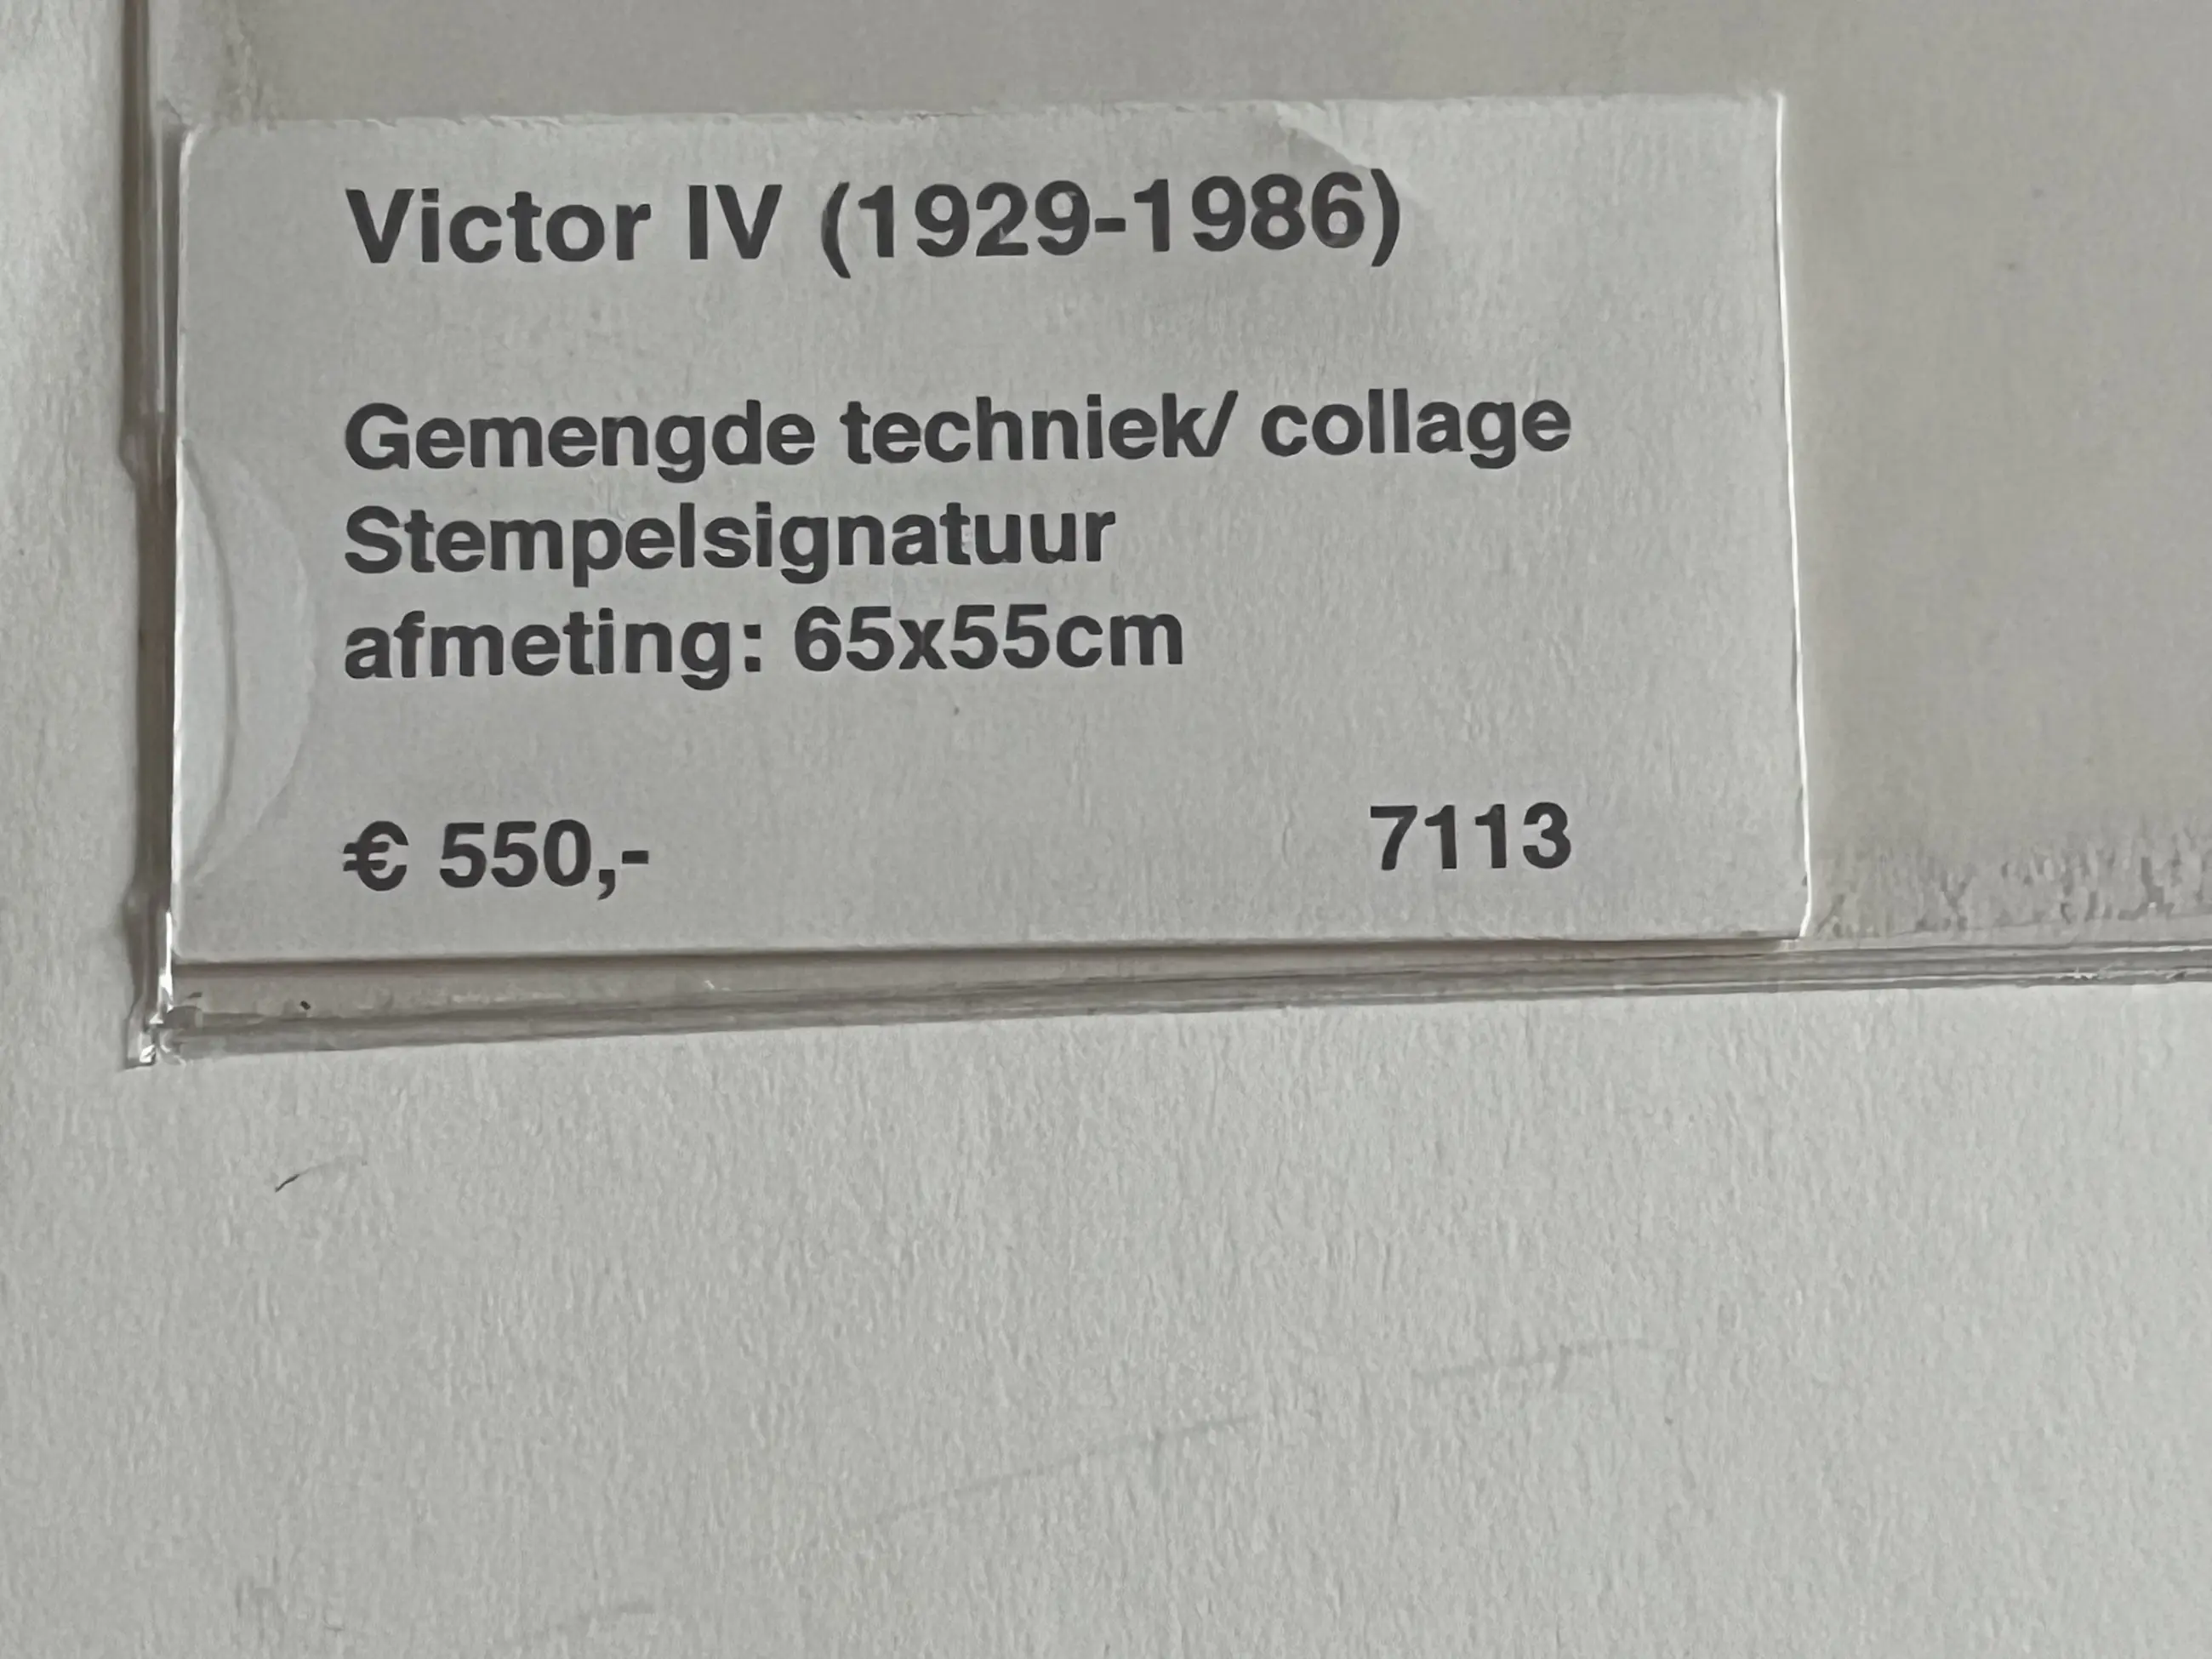 Victor IV (1929-1986)
Gemengde techniek/ collage
Stempelsignatuur
afmeting: 65x55cm
€ 550,- 7113